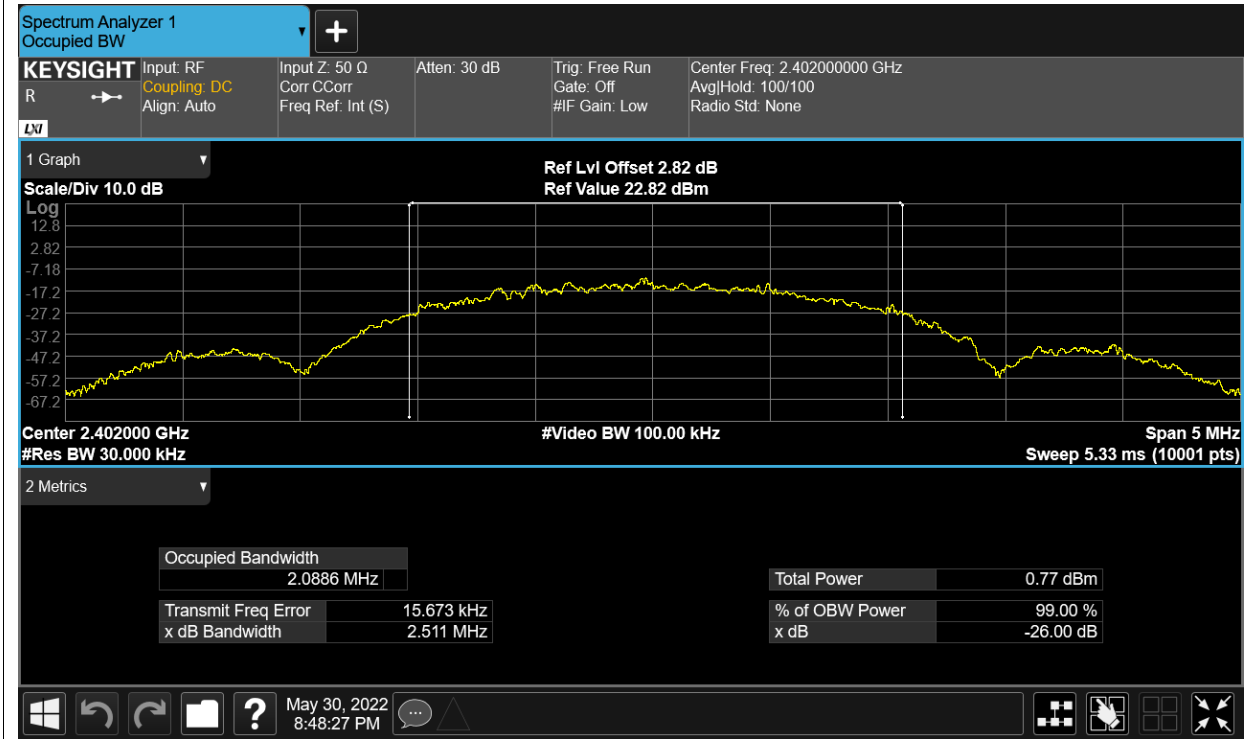 Spectrum Analyzer 1
Occupied BW
KEYSIGHT
R
LXI
Input: RF
Coupling: DC
Align: Auto
Input Z: 50 Ω
Corr CCorr
Freq Ref: Int (S)
Atten: 30 dB
Trig: Free Run
Gate: Off
#IF Gain: Low
Center Freq: 2.402000000 GHz
Avg|Hold: 100/100
Radio Std: None
1 Graph
Scale/Div 10.0 dB
Ref Lvl Offset 2.82 dB
Ref Value 22.82 dBm
Log
12.8
2.82
-7.18
-17.2
-27.2
-37.2
-47.2
-57.2
-67.2
Center 2.402000 GHz
#Video BW 100.00 kHz
Span 5 MHz
#Res BW 30.000 kHz
Sweep 5.33 ms (10001 pts)
2 Metrics
Occupied Bandwidth
2.0886 MHz
Total Power 0.77 dBm
Transmit Freq Error 15.673 kHz
% of OBW Power 99.00 %
x dB Bandwidth 2.511 MHz
x dB -26.00 dB
?
May 30, 2022
8:48:27 PM